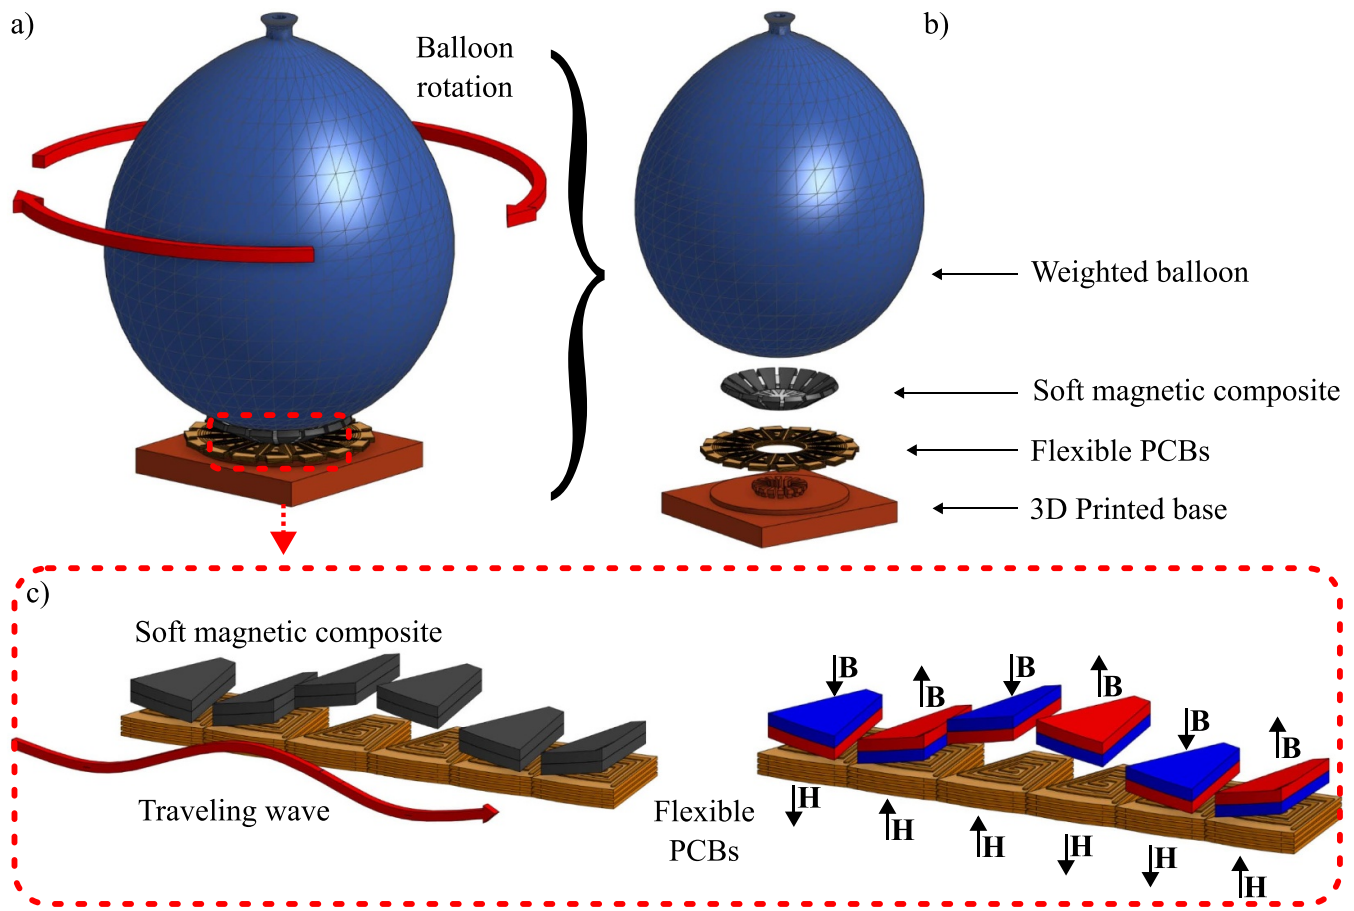 a)
Balloon
rotation
b)
Weighted balloon
Soft magnetic composite
Flexible PCBs
3D Printed base
c)
Soft magnetic composite
Traveling wave
Flexible
PCBs
B
B
B
B
B
B
H
H
H
H
H
H